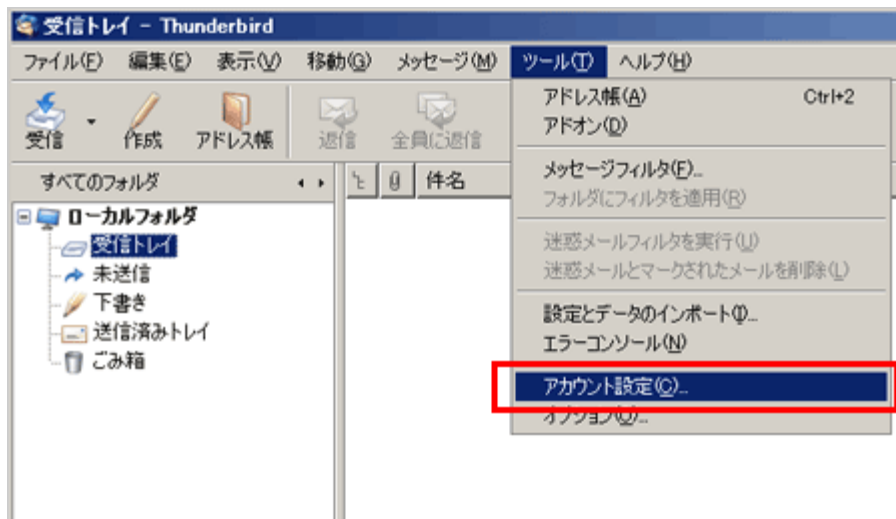 受信トレイ - Thunderbird
ファイル(F) 編集(E) 表示(V) 移動(G) メッセージ(M) ツール(T) ヘルプ(H)
受信 作成 アドレス帳 返信 全員に返信
すべてのフォルダ
件名
ローカルフォルダ
受信トレイ
未送信
下書き
送信済みトレイ
ごみ箱
アドレス帳(A) Ctrl+2
アドオン(D)
メッセージフィルタ(F)...
フォルダにフィルタを適用(R)
迷惑メールフィルタを実行(U)
迷惑メールとマークされたメールを削除(L)
設定とデータのインポート(I)...
エラーコンソール(N)
アカウント設定(C)...
オプション(O)...